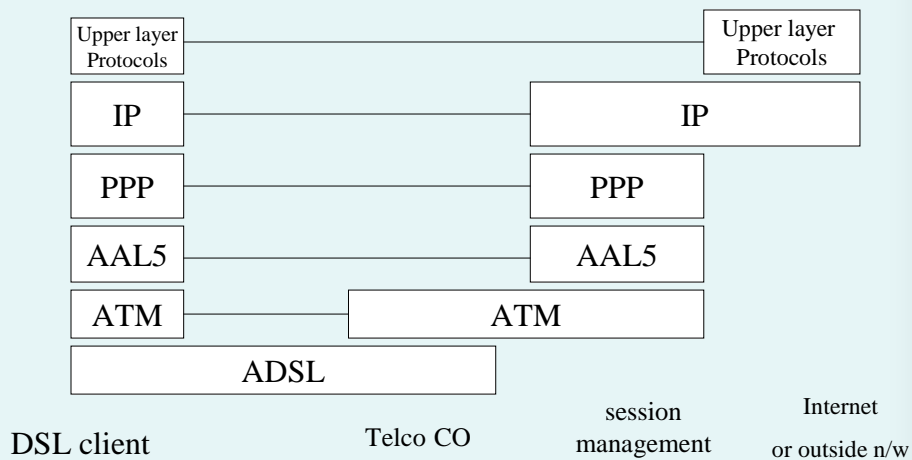 Upper layer
Protocols
Upper layer
Protocols
IP
IP
PPP
PPP
AAL5
AAL5
ATM
ATM
ADSL
DSL client
Telco CO
session
management
Internet
or outside n/w